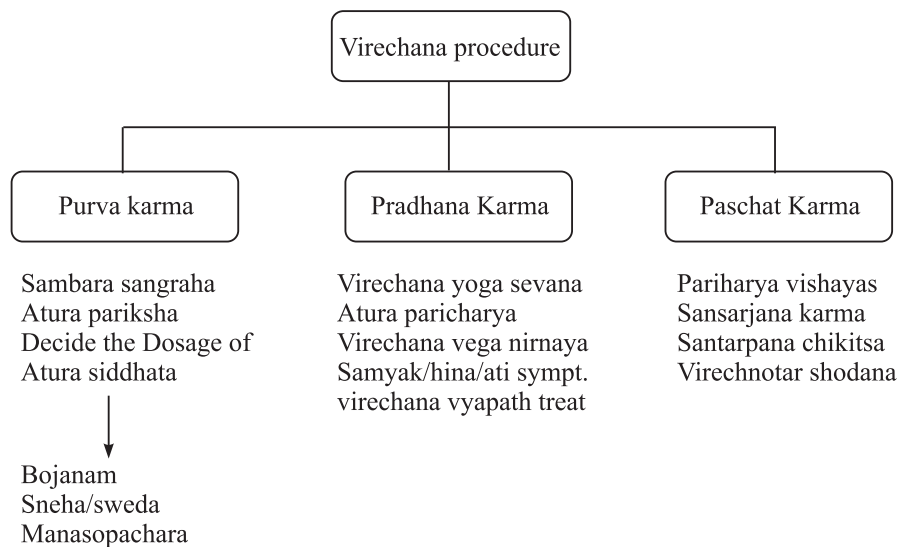 Virechana procedure
Purva karma
Pradhana Karma
Paschat Karma
Sambara sangraha
Atura pariksha
Decide the Dosage of
Atura siddhata
Bojanam
Sneha/sweda
Manasopachara
Virechana yoga sevana
Atura paricharya
Virechana vega nirnaya
Samyak/hina/ati sympt.
virechana vyapath treat
Pariharya vishayas
Sansarjana karma
Santarpana chikitsa
Virechnotar shodana